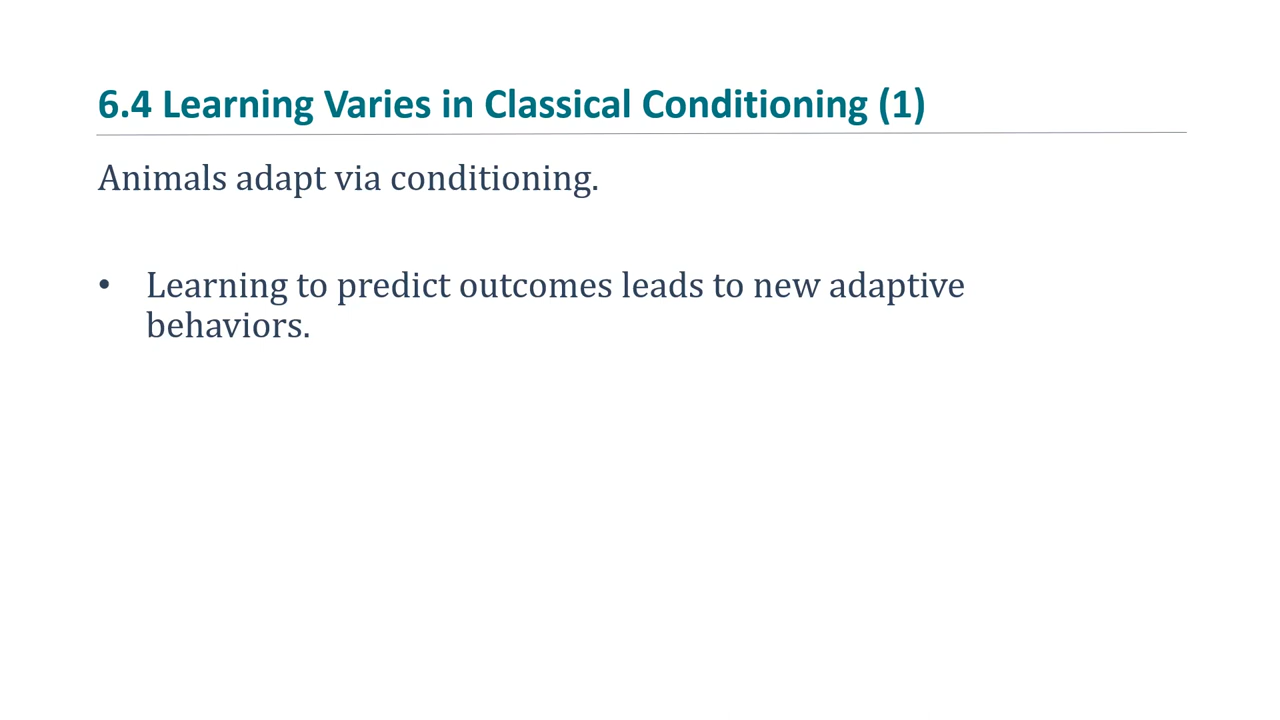 6.4 Learning Varies in Classical Conditioning (1)
Animals adapt via conditioning.
• Learning to predict outcomes leads to new adaptive
behaviors.